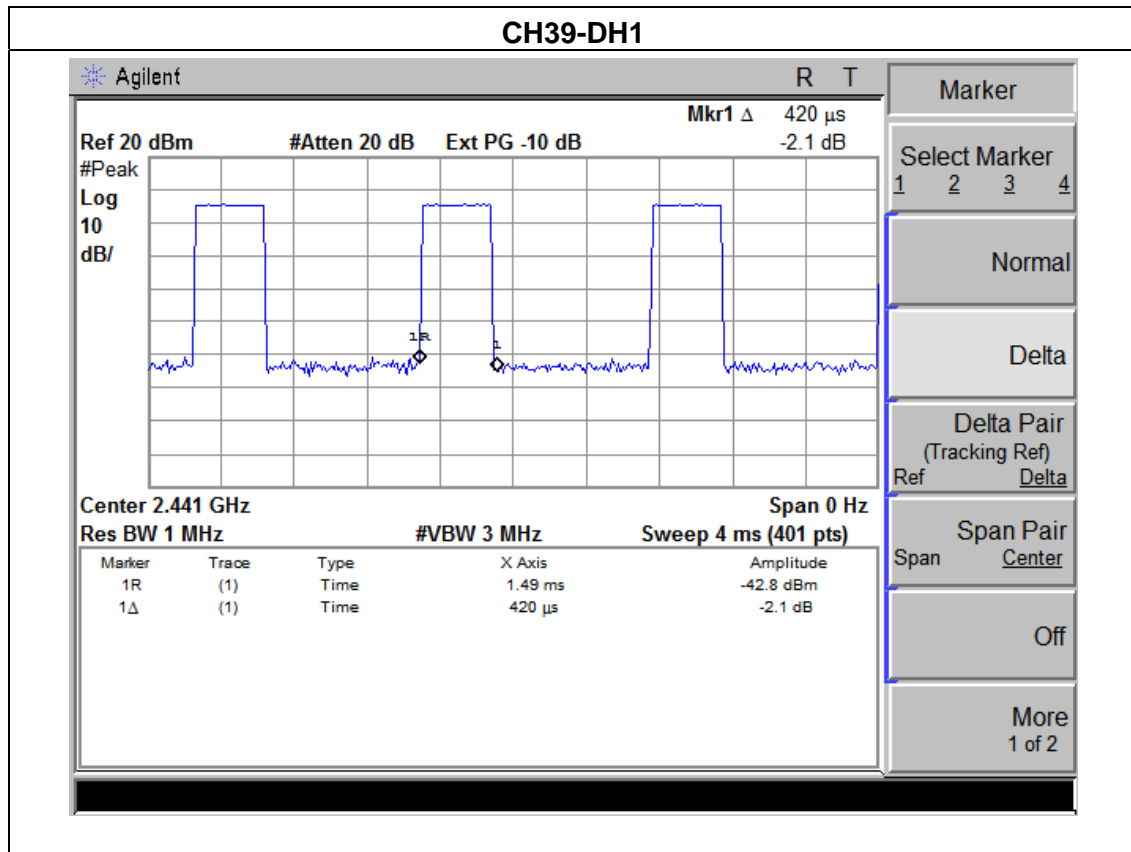 CH39-DH1
Agilent R T
Mkr1 Δ 420 μs
Ref 20 dBm #Atten 20 dB Ext PG -10 dB -2.1 dB
#Peak
Log
10
dB/
1R
1
Center 2.441 GHz Span 0 Hz
Res BW 1 MHz #VBW 3 MHz Sweep 4 ms (401 pts)
Marker Trace Type X Axis Amplitude
1R (1) Time 1.49 ms -42.8 dBm
1Δ (1) Time 420 μs -2.1 dB
Marker
Select Marker
1 2 3 4
Normal
Delta
Delta Pair
(Tracking Ref)
Ref Delta
Span Pair
Span Center
Off
More
1 of 2